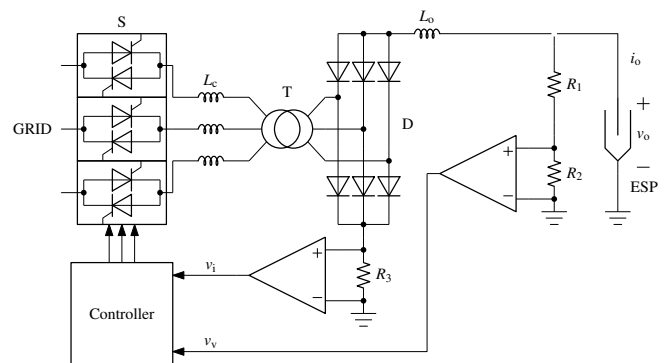 S
L_o
i_o
L_c
T
R_1
+
GRID
D
v_o
+
−
R_2
−
ESP
+
v_i
R_3
−
Controller
v_v